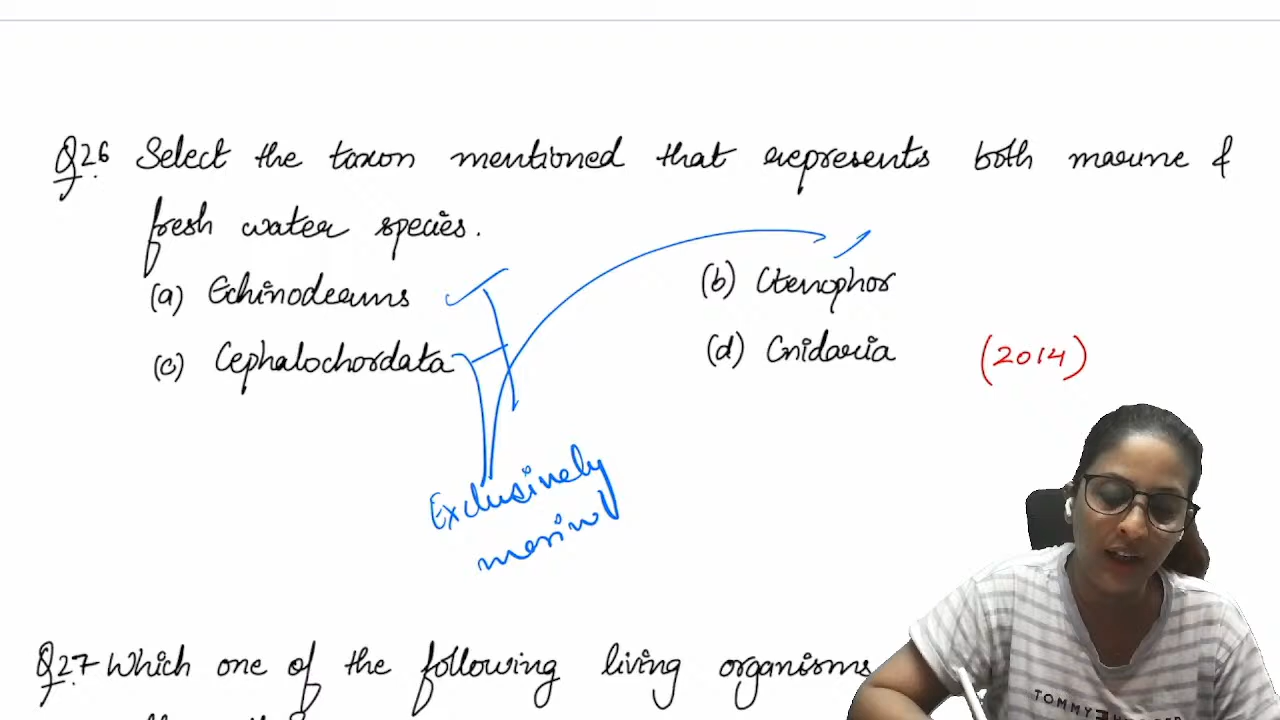 Q26. Select the taxon mentioned that represents both marine &
fresh water species.
(a) Echinoderms
(b) Ctenophor
(c) Cephalochordata
(d) Cnidaria
(2014)
Exclusively
marine
Q27. Which one of the following living organisms
TOMMY